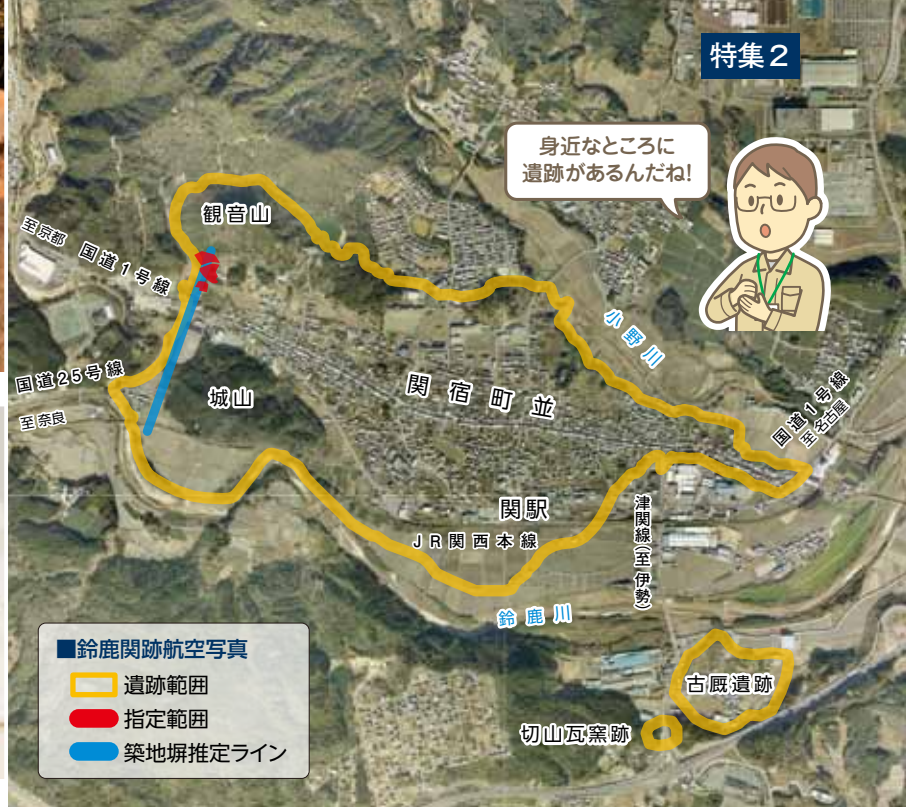 特集2
身近なところに
遺跡があるんだね!
観音山
至京都
国道1号線
小野川
国道25号線
至奈良
城山
関宿町並
国道1号線
至名古屋
関駅
JR関西本線
津関線(至伊勢)
鈴鹿川
古厩遺跡
切山瓦窯跡
■鈴鹿関跡航空写真
遺跡範囲
指定範囲
築地塀推定ライン